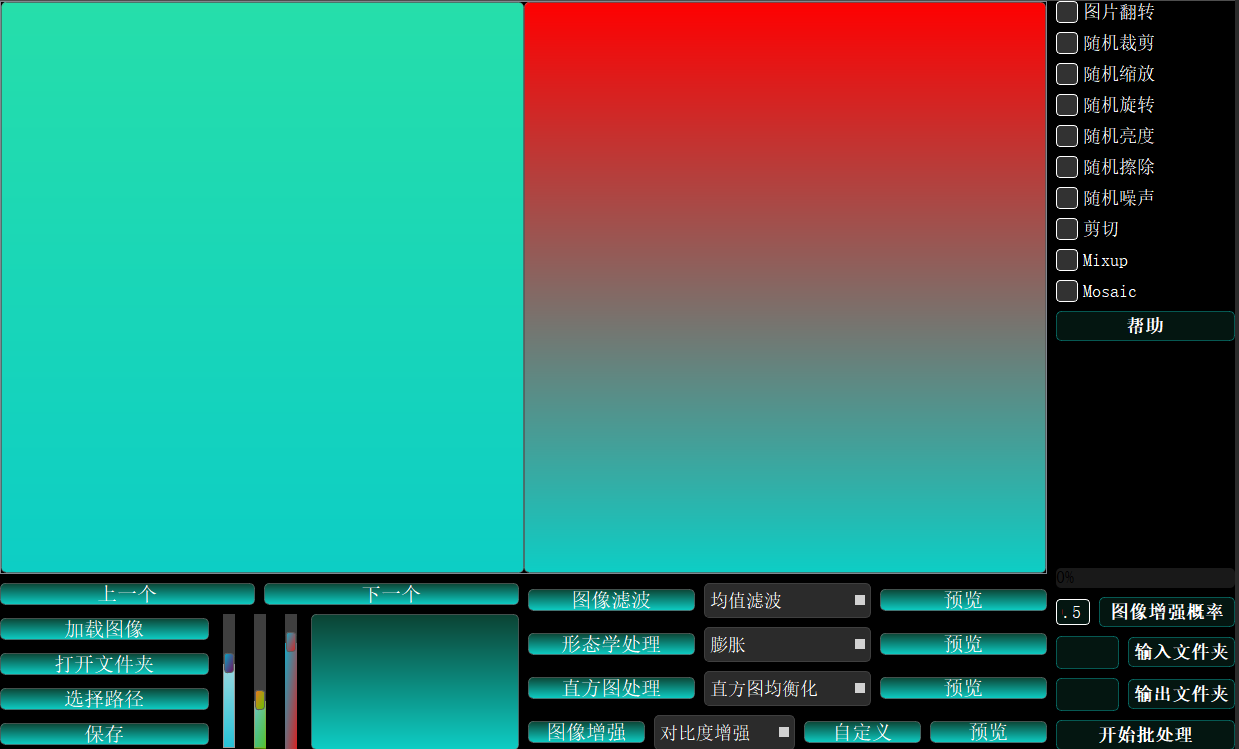 图片翻转
随机裁剪
随机缩放
随机旋转
随机亮度
随机擦除
随机噪声
剪切
Mixup
Mosaic
帮助
0%
.5 图像增强概率
输入文件夹
输出文件夹
开始批处理
上一个 下一个
加载图像
打开文件夹
选择路径
保存
图像滤波 均值滤波 预览
形态学处理 膨胀 预览
直方图处理 直方图均衡化 预览
图像增强 对比度增强 自定义 预览